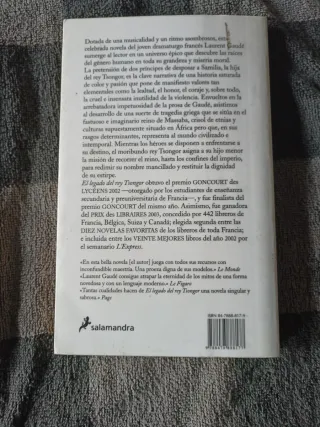 Dotada de una musicalidad y un ritmo asombrosos, esta
celebrada novela del joven dramaturgo francés Laurent Gaudé
sumerge al lector en un universo épico que descubre las raíces
del género humano en toda su grandeza y miseria moral.
La pretensión de dos príncipes de desposar a Samilia, la hija
del rey Tsongor, es la clave narrativa de una historia saturada
de color y pasión que pone de manifiesto valores tan
elementales como la lealtad, el honor, el coraje y, sobre todo,
la cruel e insensata inutilidad de la violencia. Envueltos en la
arrebatadora impetuosidad de la prosa de Gaudé, asistimos
al desarrollo de una suerte de tragedia griega que se sitúa en el
fastuoso e imaginario reino de Massaba, crisol de etnias y
culturas supuestamente situado en África pero que, en sus
rasgos determinantes, representa al mundo civilizado e
intemporal. Mientras los héroes se disponen a enfrentarse a su
destino, el moribundo rey Tsongor asigna a su hijo menor
la misión de recorrer el reino, hasta los confines del imperio,
para redimir su nombre mancillado y restituir la dignidad
de su estirpe.
El legado del rey Tsongor obtuvo el premio GONCOURT DES
LYCÉENS 2002 —otorgado por los estudiantes de enseñanza
secundaria y preuniversitaria de Francia—, y fue finalista del
premio GONCOURT del mismo año. Asimismo, fue ganadora
del PRIX DES LIBRAIRES 2003, concedido por 442 libreros de
Francia, Bélgica, Suiza y Canadá; elegida segunda entre las
DIEZ NOVELAS FAVORITAS de los libreros de toda Francia;
e incluida entre los VEINTE MEJORES libros del año 2002 por
el semanario L'Express.
«En esta bella novela [el autor] juega con todos sus recursos con
inconfundible maestría. Una proeza digna de sus modelos.» Le Monde
«Laurent Gaudé consigue atrapar la eternidad de los mitos de una forma
novedosa y con un lenguaje moderno.» Le Figaro
«Tantas cualidades hacen de El legado del rey Tsongor una novela singular y
sabrosa.» Page
salamandra